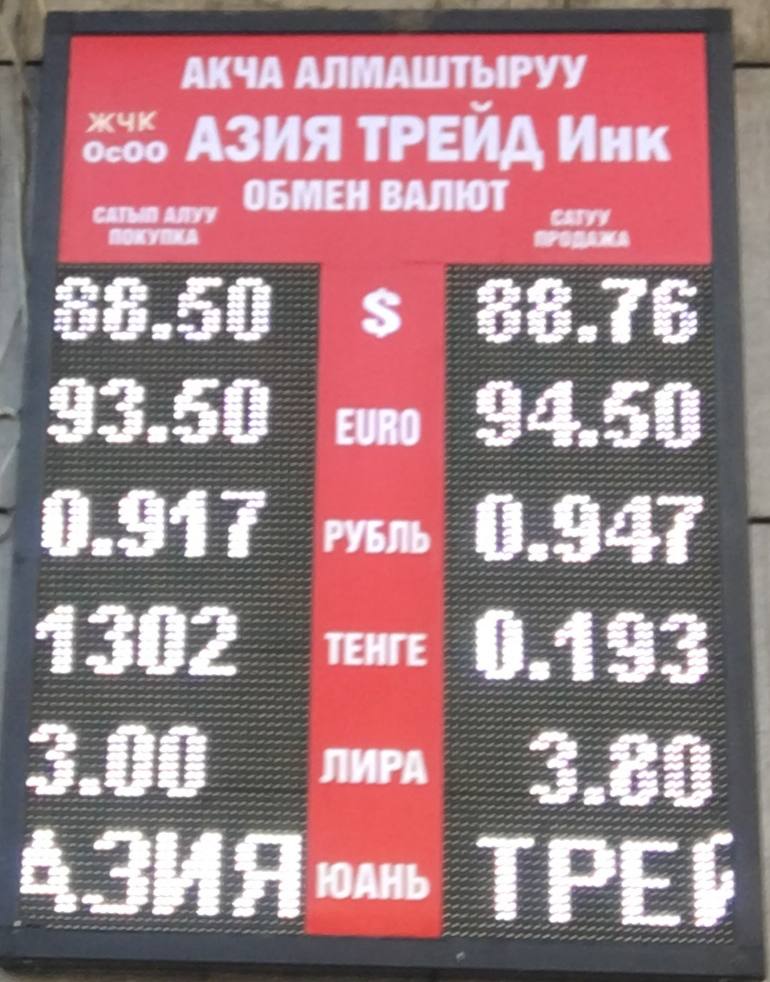 АКЧА АЛМАШТЫРУУ
ЖЧК
ОсОО АЗИЯ ТРЕЙД Инк
ОБМЕН ВАЛЮТ
САТЫП АЛУУ САТУУ
ПОКУПКА ПРОДАЖА
88.50 $ 88.76
93.50 EURO 94.50
0.917 РУБЛЬ 0.947
1302 ТЕНГЕ 0.193
3.00 ЛИРА 3.80
АЗИЯ ЮАНЬ ТРЕЙ